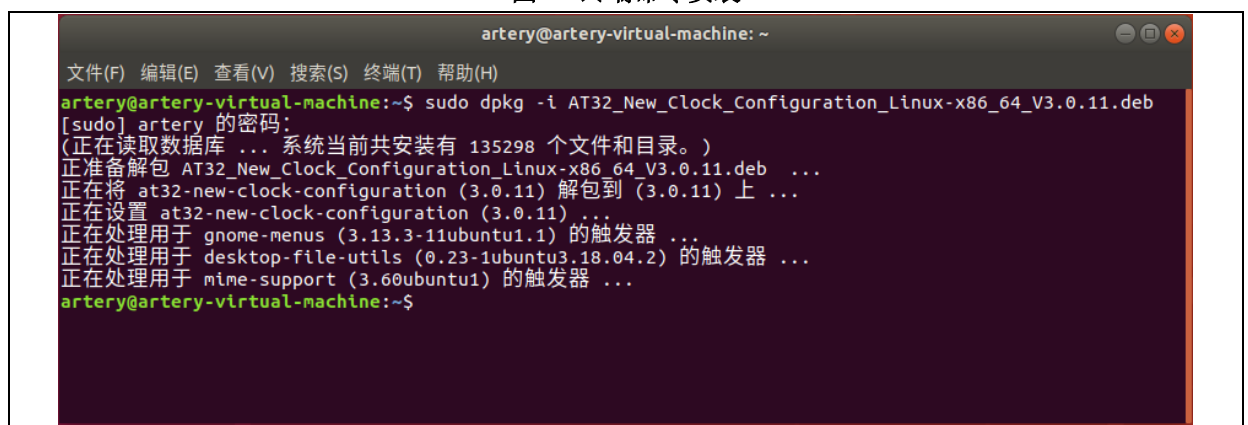 artery@artery-virtual-machine: ~
文件(F) 编辑(E) 查看(V) 搜索(S) 终端(T) 帮助(H)
artery@artery-virtual-machine:~$ sudo dpkg -i AT32_New_Clock_Configuration_Linux-x86_64_V3.0.11.deb
[sudo] artery 的密码：
(正在读取数据库 ... 系统当前共安装有 135298 个文件和目录。)
正准备解包 AT32_New_Clock_Configuration_Linux-x86_64_V3.0.11.deb ...
正在将 at32-new-clock-configuration (3.0.11) 解包到 (3.0.11) 上 ...
正在设置 at32-new-clock-configuration (3.0.11) ...
正在处理用于 gnome-menus (3.13.3-11ubuntu1.1) 的触发器 ...
正在处理用于 desktop-file-utils (0.23-1ubuntu3.18.04.2) 的触发器 ...
正在处理用于 mime-support (3.60ubuntu1) 的触发器 ...
artery@artery-virtual-machine:~$